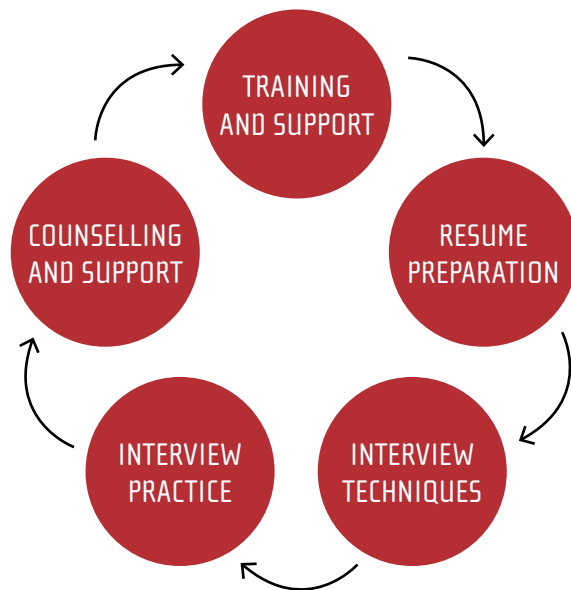 TRAINING
AND SUPPORT
RESUME
PREPARATION
INTERVIEW
TECHNIQUES
INTERVIEW
PRACTICE
COUNSELLING
AND SUPPORT